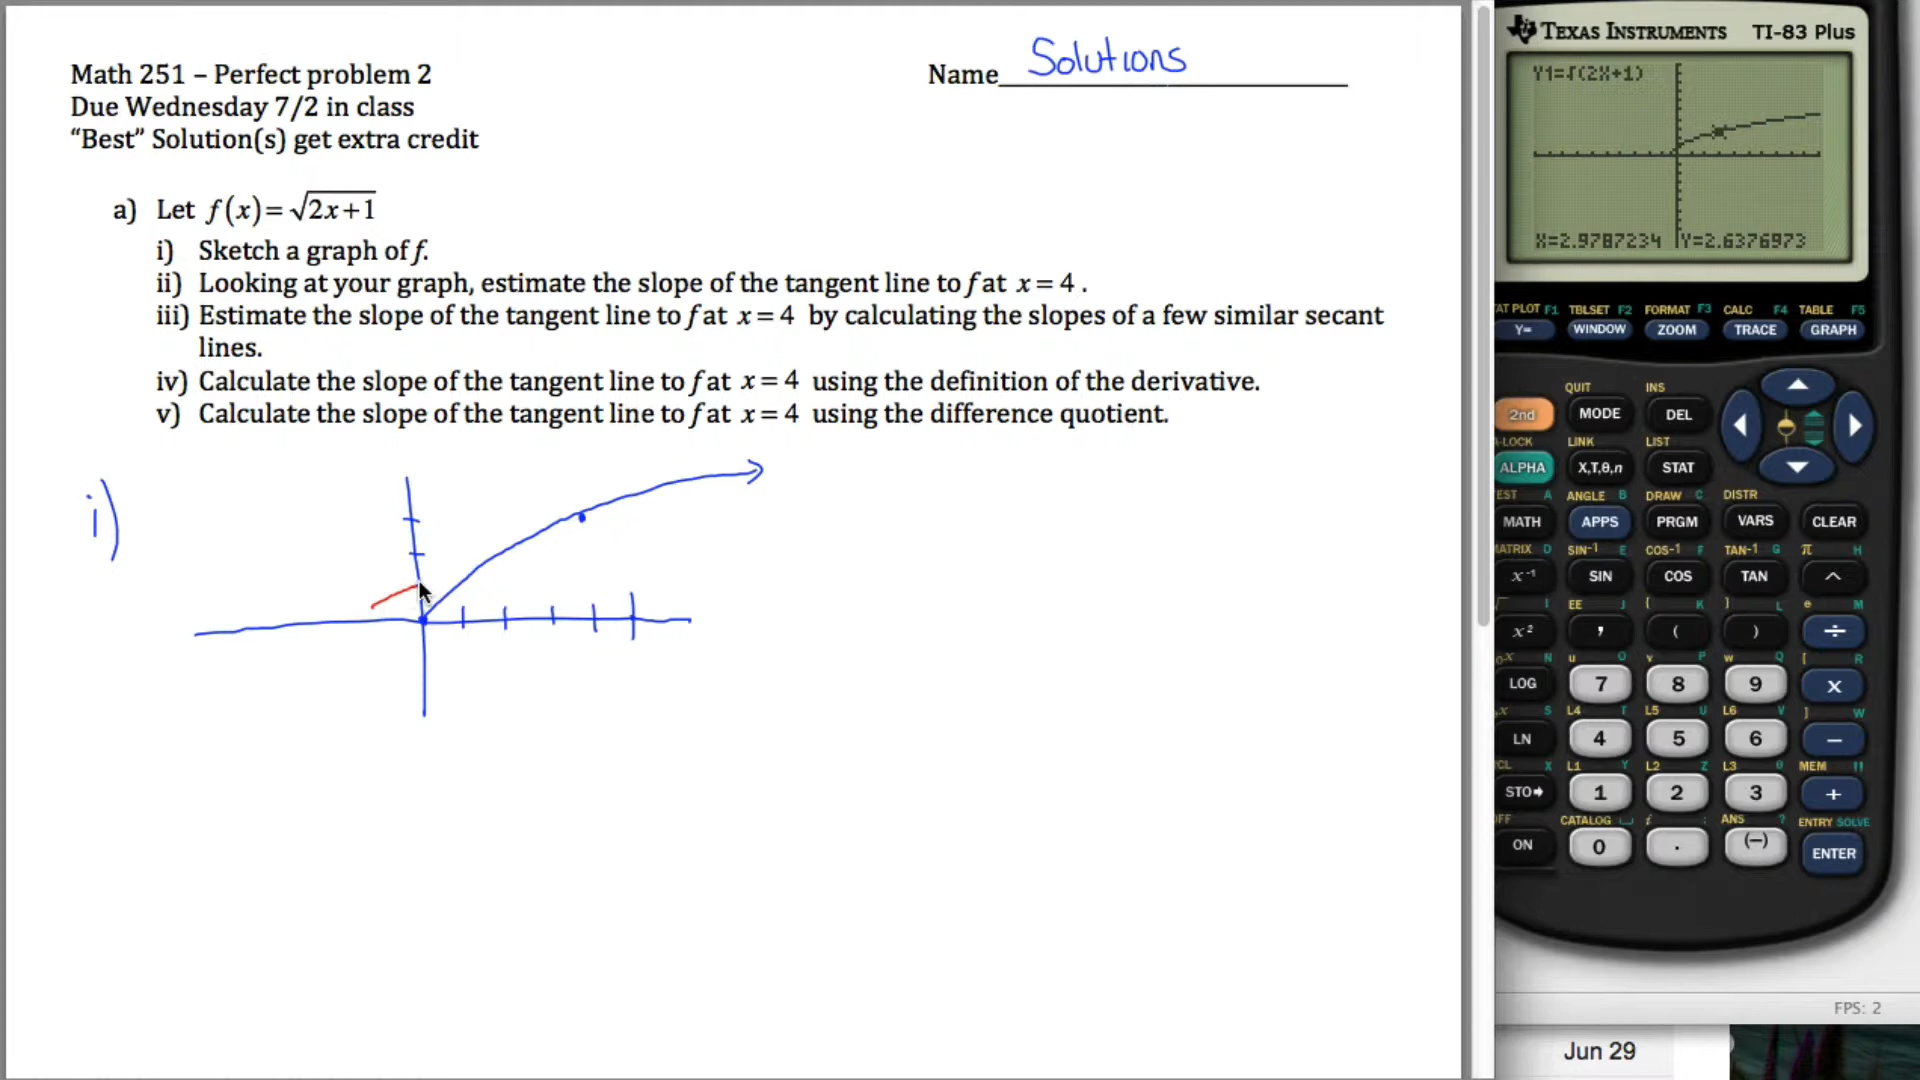 Math 251 – Perfect problem 2
Name Solutions
Due Wednesday 7/2 in class
“Best” Solution(s) get extra credit
a) Let f(x)=√2x+1
i) Sketch a graph of f.
ii) Looking at your graph, estimate the slope of the tangent line to f at x=4.
iii) Estimate the slope of the tangent line to f at x=4 by calculating the slopes of a few similar secant
lines.
iv) Calculate the slope of the tangent line to f at x=4 using the definition of the derivative.
v) Calculate the slope of the tangent line to f at x=4 using the difference quotient.
i)
TEXAS INSTRUMENTS TI-83 Plus
Y1=√(2X+1)
X=2.9787234 Y=2.6376973
AT PLOT F1 TBLSET F2 FORMAT F3 CALC F4 TABLE F5
Y= WINDOW ZOOM TRACE GRAPH
QUIT INS
2nd MODE DEL
-LOCK LINK LIST
ALPHA X,T,θ,n STAT
EST A ANGLE B DRAW C DISTR
MATH APPS PRGM VARS CLEAR
MATRIX D SIN⁻¹ E COS⁻¹ F TAN⁻¹ G π H
x⁻¹ SIN COS TAN ^
I EE J { K } L e M
x² , ( ) ÷
x N u O v P w Q [ R
LOG 7 8 9 x
x S L4 T L5 U L6 V ] W
LN 4 5 6 −
CL X L1 Y L2 Z L3 θ MEM "
STO➡ 1 2 3 +
FF CATALOG ⎵ i : ANS ? ENTRY SOLVE
ON 0 . (−) ENTER
FPS: 2
Jun 29